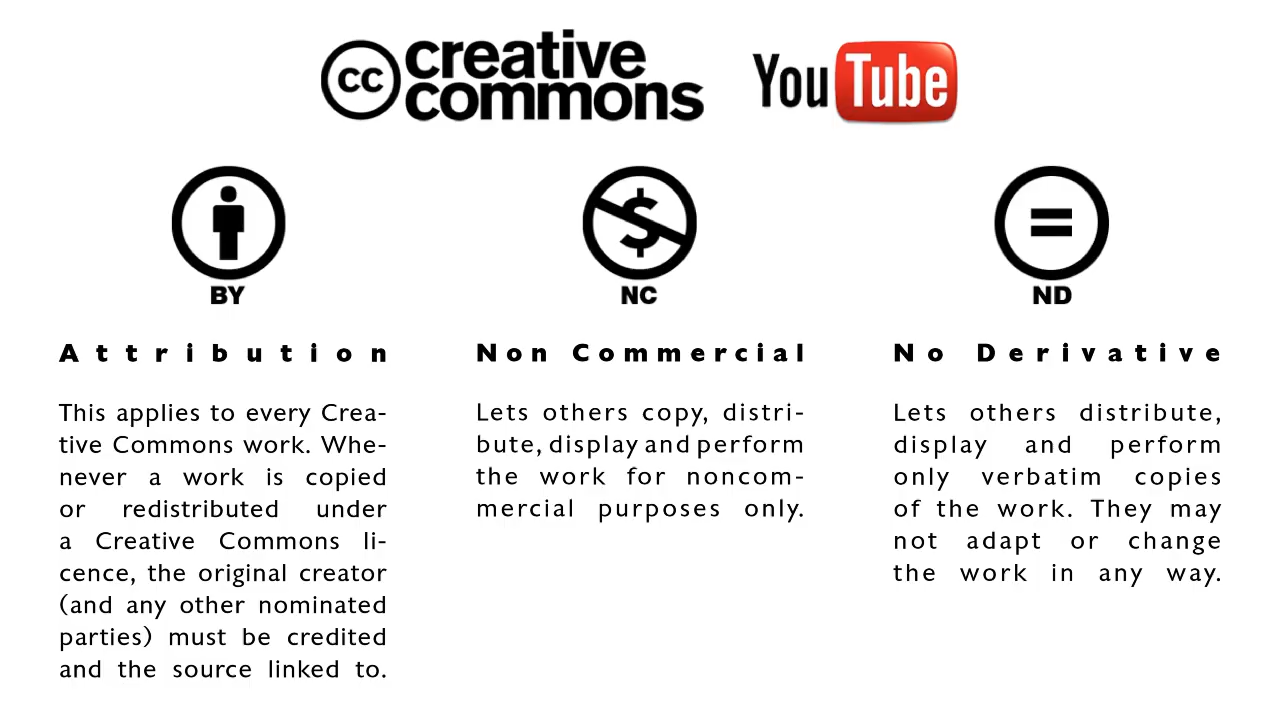 cc creative commons
YouTube
BY
Attribution
This applies to every Crea-
tive Commons work. Whe-
never a work is copied
or redistributed under
a Creative Commons li-
cence, the original creator
(and any other nominated
parties) must be credited
and the source linked to.
$
NC
Non Commercial
Lets others copy, distri-
bute, display and perform
the work for noncom-
mercial purposes only.
=
ND
No Derivative
Lets others distribute,
display and perform
only verbatim copies
of the work. They may
not adapt or change
the work in any way.